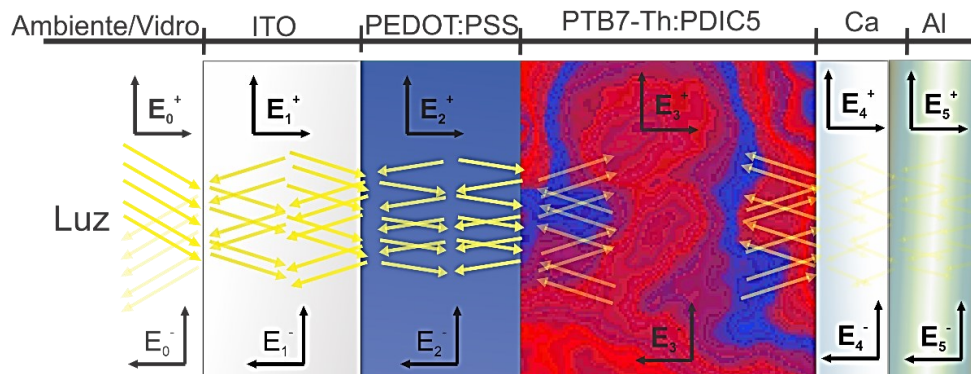 Ambiente/Vidro ITO PEDOT:PSS PTB7-Th:PDIC5 Ca Al
E₀⁺ E₁⁺ E₂⁺ E₃⁺ E₄⁺ E₅⁺
Luz
E₀⁻ E₁⁻ E₂⁻ E₃⁻ E₄⁻ E₅⁻